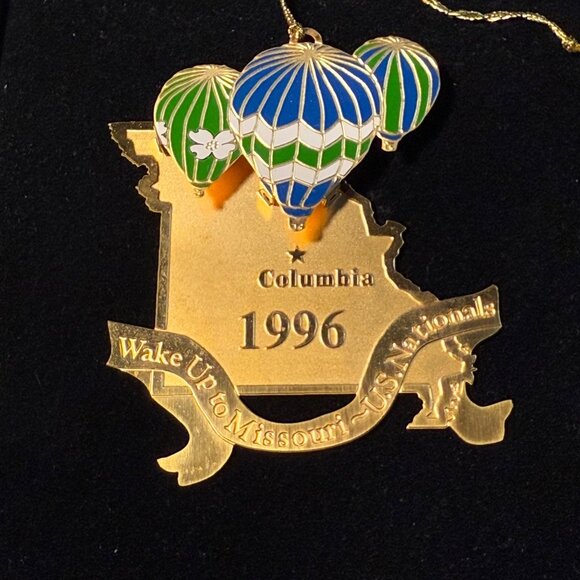 Columbia
1996
Wake Up to Missouri ~ U.S. Nationals